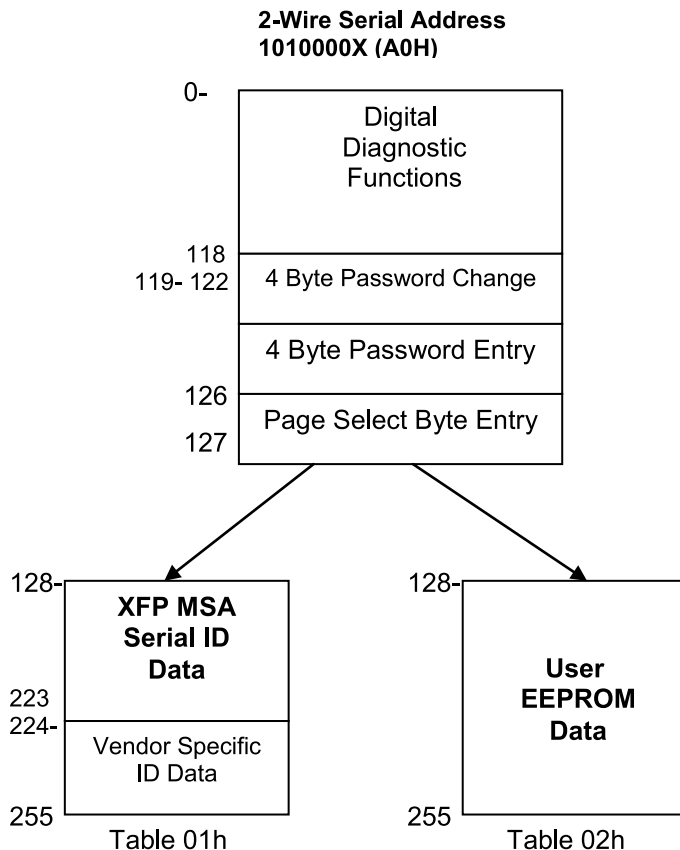 2-Wire Serial Address
1010000X (A0H)
0-
Digital
Diagnostic
Functions
118
119- 122
4 Byte Password Change
4 Byte Password Entry
126
Page Select Byte Entry
127
128-
XFP MSA
Serial ID
Data
223
224-
Vendor Specific
ID Data
255
Table 01h
128-
User
EEPROM
Data
255
Table 02h